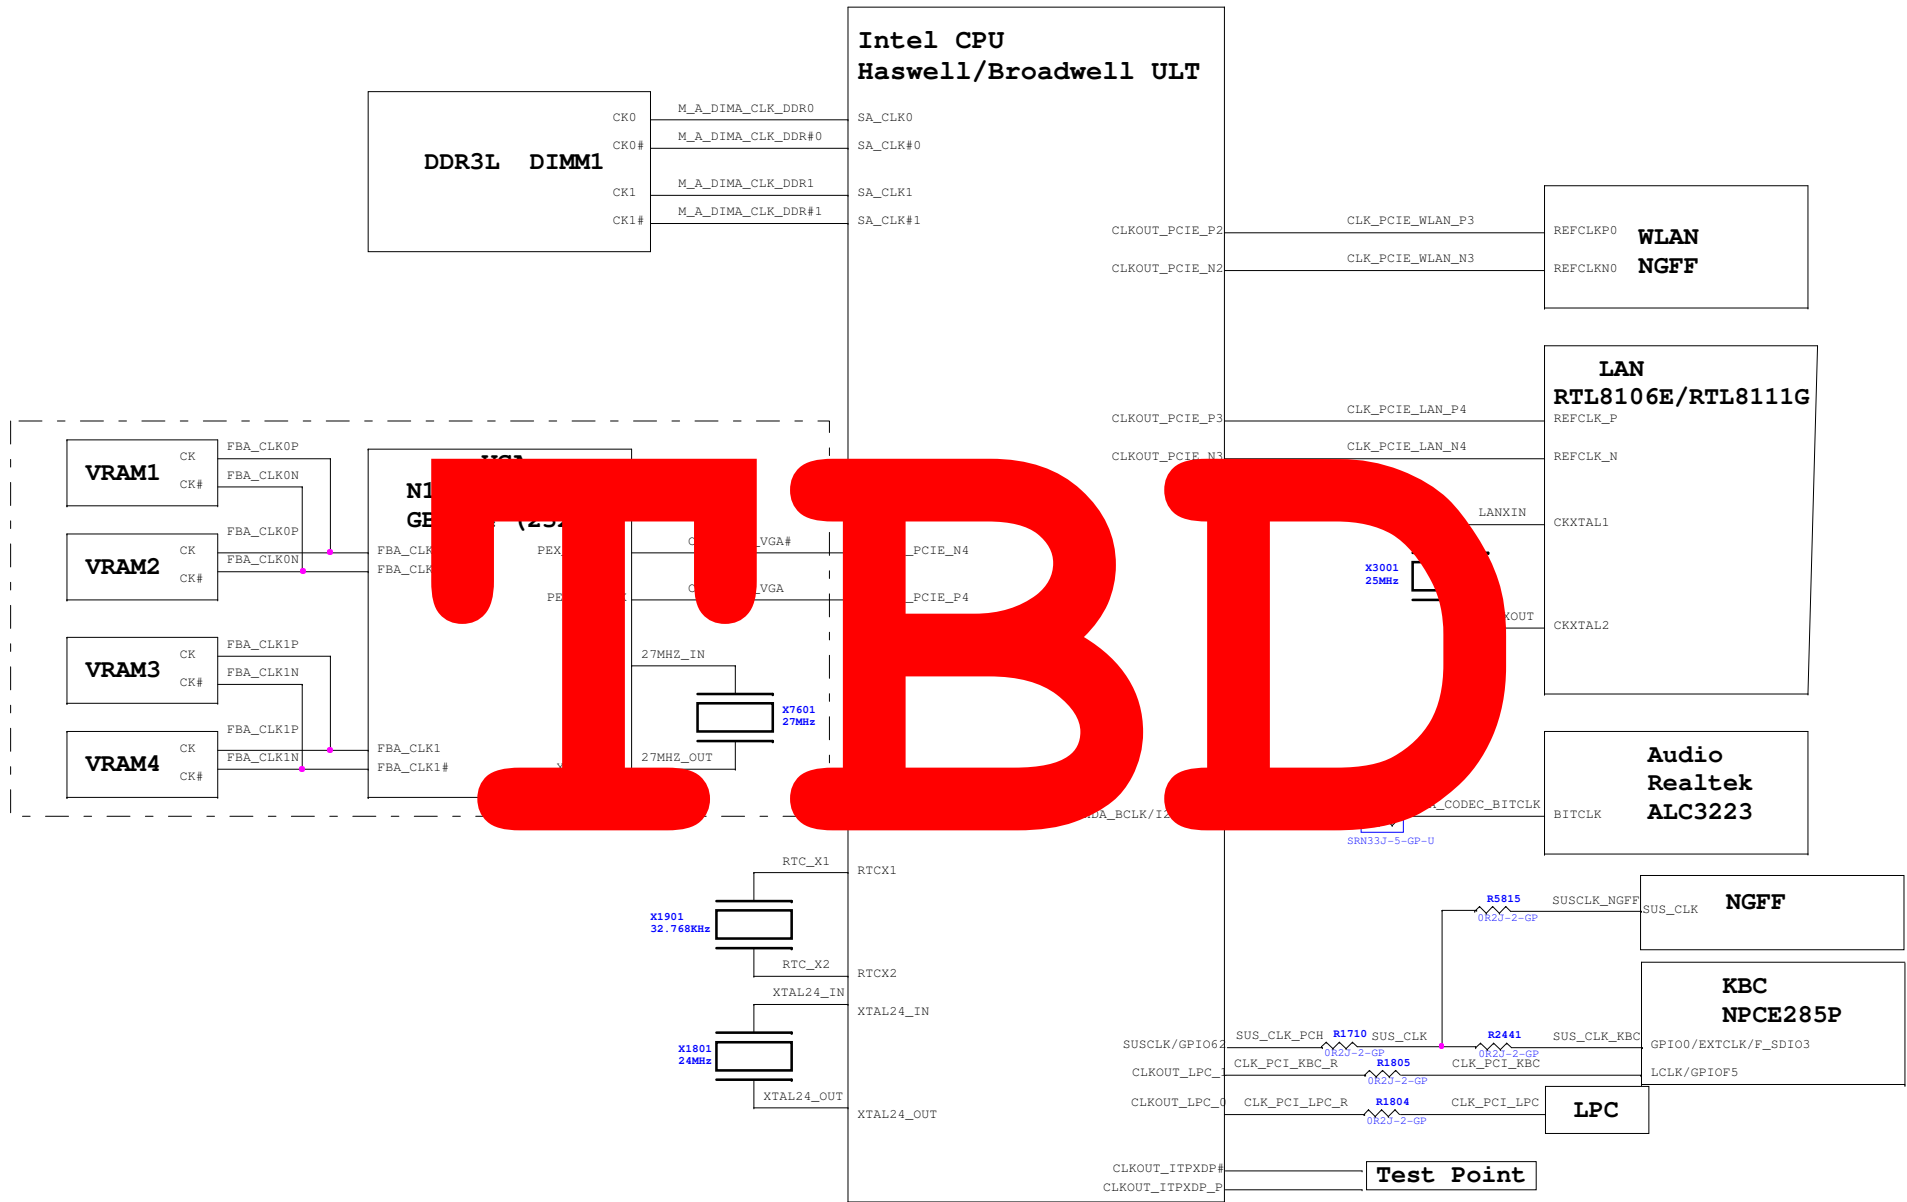 Intel CPU
Haswell/Broadwell ULT
DDR3L DIMM1
CK0
M_A_DIMA_CLK_DDR0
SA_CLK0
CK0#
M_A_DIMA_CLK_DDR#0
SA_CLK#0
CK1
M_A_DIMA_CLK_DDR1
SA_CLK1
CK1#
M_A_DIMA_CLK_DDR#1
SA_CLK#1
CLKOUT_PCIE_P2
CLK_PCIE_WLAN_P3
REFCLKP0
CLKOUT_PCIE_N2
CLK_PCIE_WLAN_N3
REFCLKN0
WLAN
NGFF
LAN
RTL8106E/RTL8111G
CLKOUT_PCIE_P3
CLK_PCIE_LAN_P4
REFCLK_P
CLKOUT_PCIE_N3
CLK_PCIE_LAN_N4
REFCLK_N
LANXIN
CKXTAL1
X3001
25MHz
CKXTAL2
VRAM1
CK
FBA_CLK0P
CK#
FBA_CLK0N
VRAM2
CK
FBA_CLK0P
CK#
FBA_CLK0N
VRAM3
CK
FBA_CLK1P
CK#
FBA_CLK1N
VRAM4
CK
FBA_CLK1P
CK#
FBA_CLK1N
FBA_CLK1
FBA_CLK1#
27MHZ_IN
X7601
27MHz
27MHZ_OUT
TBD
Audio
Realtek
ALC3223
BITCLK
SRN33J-5-GP-U
RTC_X1
RTCX1
X1901
32.768KHz
RTC_X2
RTCX2
XTAL24_IN
XTAL24_IN
X1801
24MHz
XTAL24_OUT
XTAL24_OUT
R5815
0R2J-2-GP
SUSCLK_NGFF
SUS_CLK
NGFF
KBC
NPCE285P
SUSCLK/GPIO62
SUS_CLK_PCH
R1710
0R2J-2-GP
SUS_CLK
R2441
0R2J-2-GP
SUS_CLK_KBC
GPIO0/EXTCLK/F_SDIO3
CLKOUT_LPC_1
CLK_PCI_KBC_R
R1805
0R2J-2-GP
CLK_PCI_KBC
LCLK/GPIOF5
CLKOUT_LPC_0
CLK_PCI_LPC_R
R1804
0R2J-2-GP
CLK_PCI_LPC
LPC
CLKOUT_ITPXDP#
CLKOUT_ITPXDP_P
Test Point